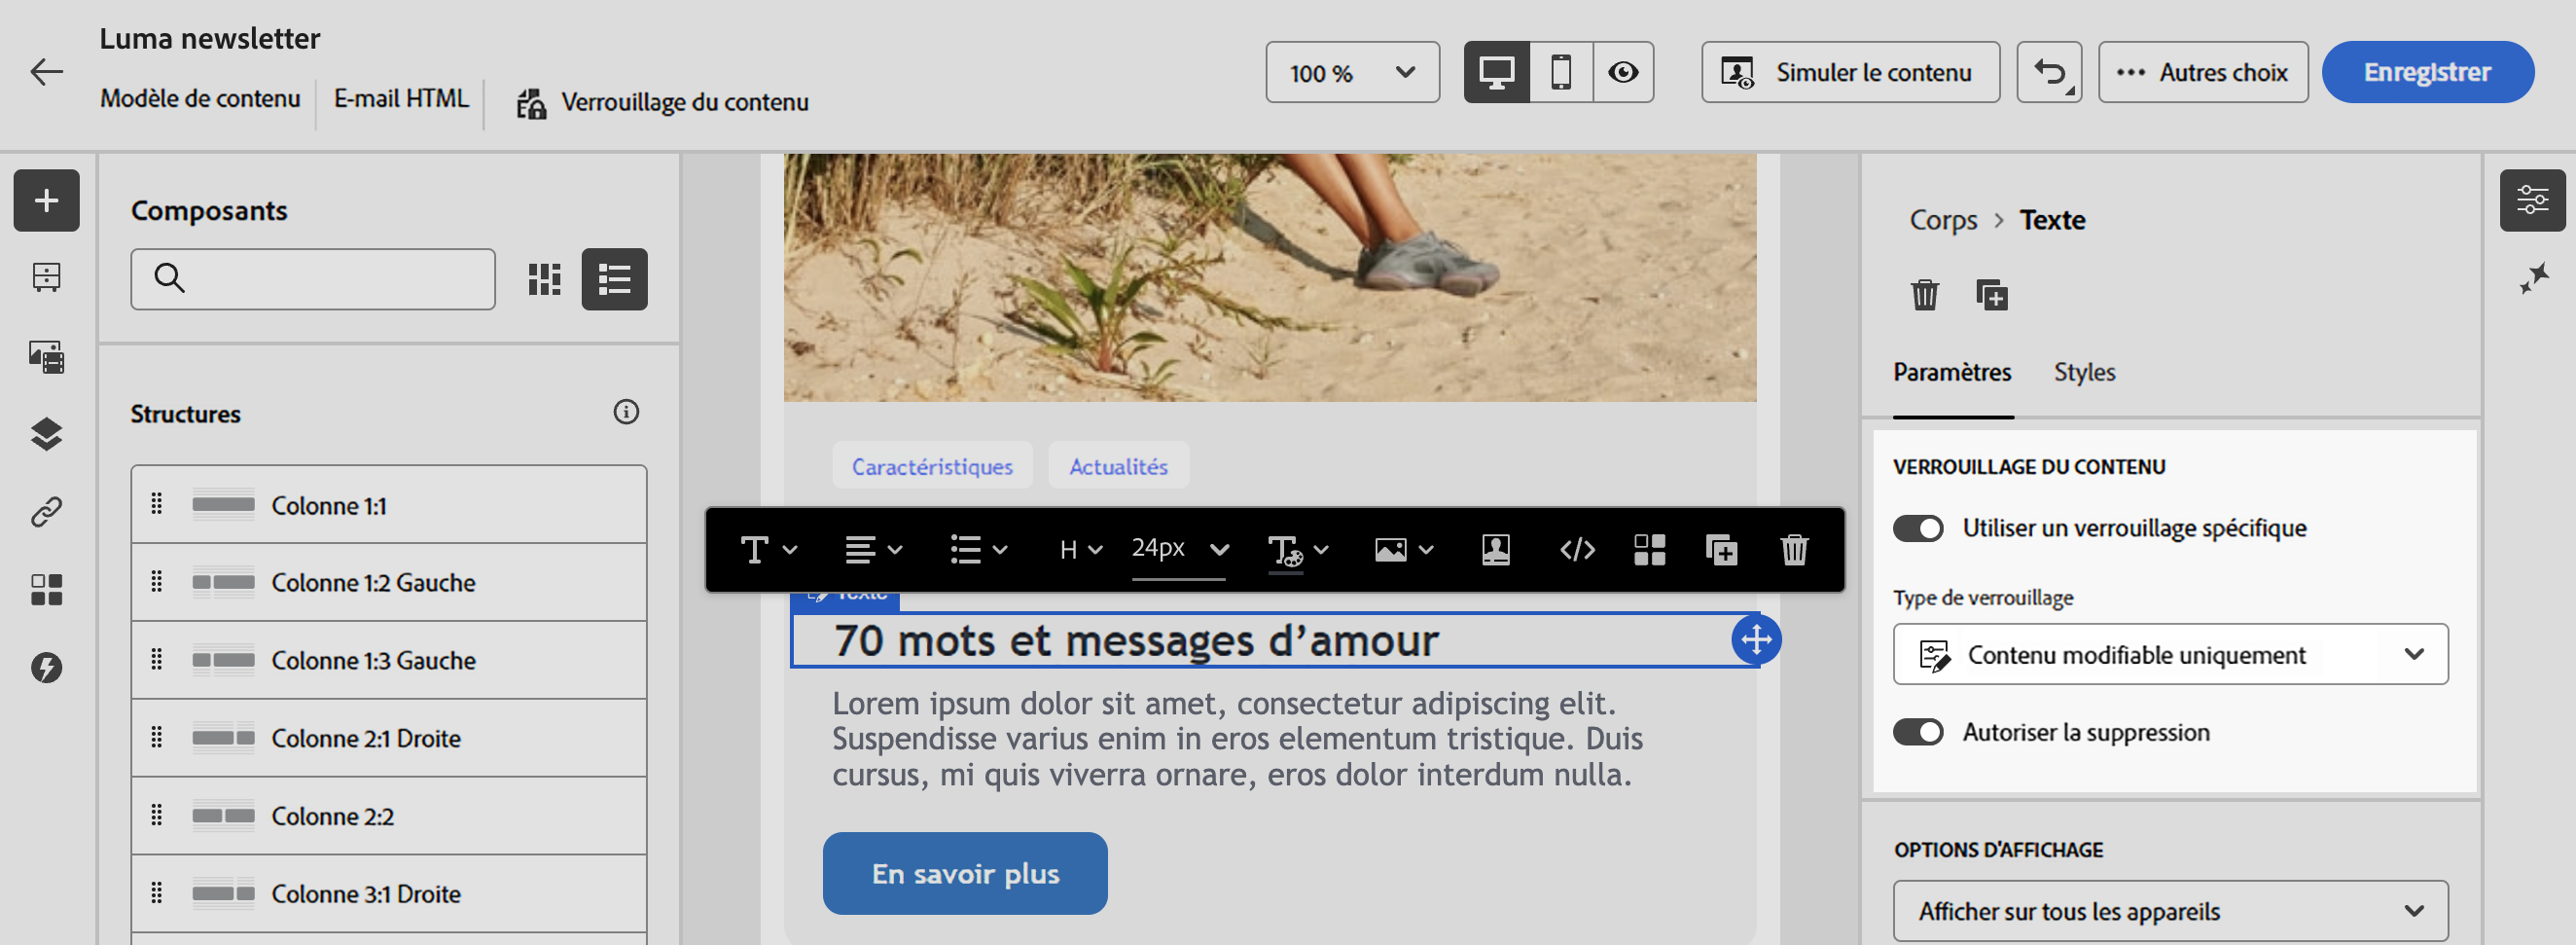 Luma newsletter
Modèle de contenu
E-mail HTML
Verrouillage du contenu
100 %
Simuler le contenu
Autres choix
Enregistrer
Composants
Structures
Colonne 1:1
Colonne 1:2 Gauche
Colonne 1:3 Gauche
Colonne 2:1 Droite
Colonne 2:2
Colonne 3:1 Droite
Caractéristiques
Actualités
H
24px
Texte
70 mots et messages d’amour
Lorem ipsum dolor sit amet, consectetur adipiscing elit.
Suspendisse varius enim in eros elementum tristique. Duis
cursus, mi quis viverra ornare, eros dolor interdum nulla.
En savoir plus
Corps > Texte
Paramètres
Styles
VERROUILLAGE DU CONTENU
Utiliser un verrouillage spécifique
Type de verrouillage
Contenu modifiable uniquement
Autoriser la suppression
OPTIONS D'AFFICHAGE
Afficher sur tous les appareils